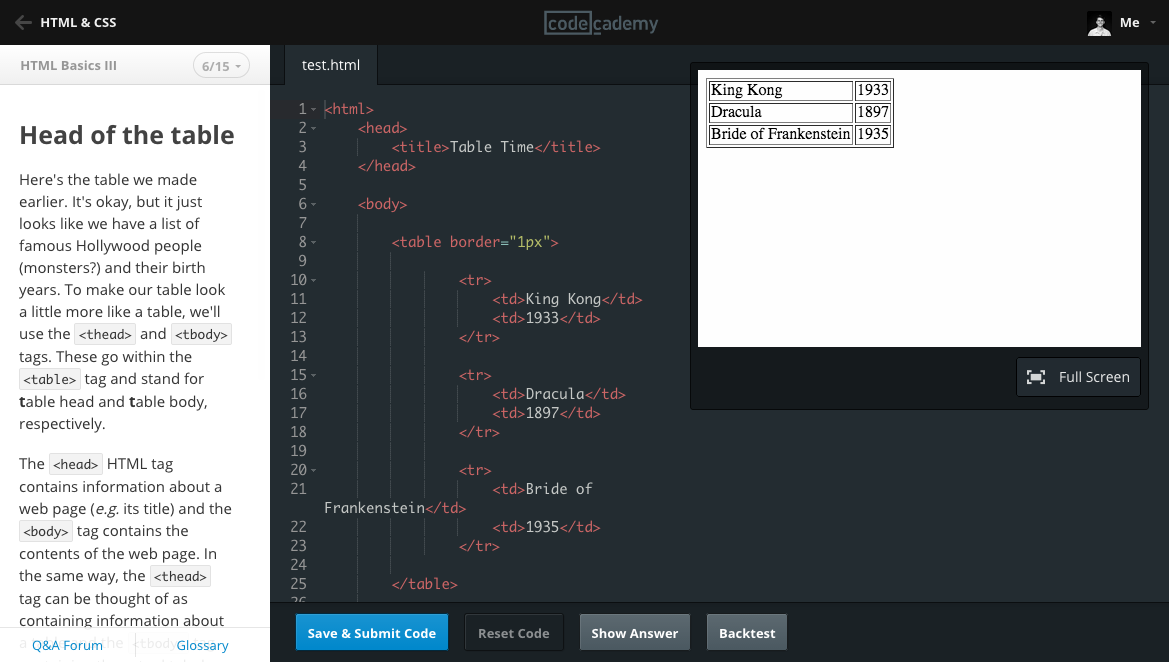 HTML & CSS
codecademy
Me
HTML Basics III
6/15
test.html
Head of the table
Here's the table we made
earlier. It's okay, but it just
looks like we have a list of
famous Hollywood people
(monsters?) and their birth
years. To make our table look
a little more like a table, we'll
use the <thead> and <tbody>
tags. These go within the
<table> tag and stand for
table head and table body,
respectively.
The <head> HTML tag
contains information about a
web page (e.g. its title) and the
<body> tag contains the
contents of the web page. In
the same way, the <thead>
tag can be thought of as
containing information about
Q&A Forum
Glossary
1 <html>
2 <head>
3 <title>Table Time</title>
4 </head>
5
6 <body>
7
8 <table border="1px">
9
10 <tr>
11 <td>King Kong</td>
12 <td>1933</td>
13 </tr>
14
15 <tr>
16 <td>Dracula</td>
17 <td>1897</td>
18 </tr>
19
20 <tr>
21 <td>Bride of
Frankenstein</td>
22 <td>1935</td>
23 </tr>
24
25 </table>
26
King Kong 1933
Dracula 1897
Bride of Frankenstein 1935
Full Screen
Save & Submit Code
Reset Code
Show Answer
Backtest